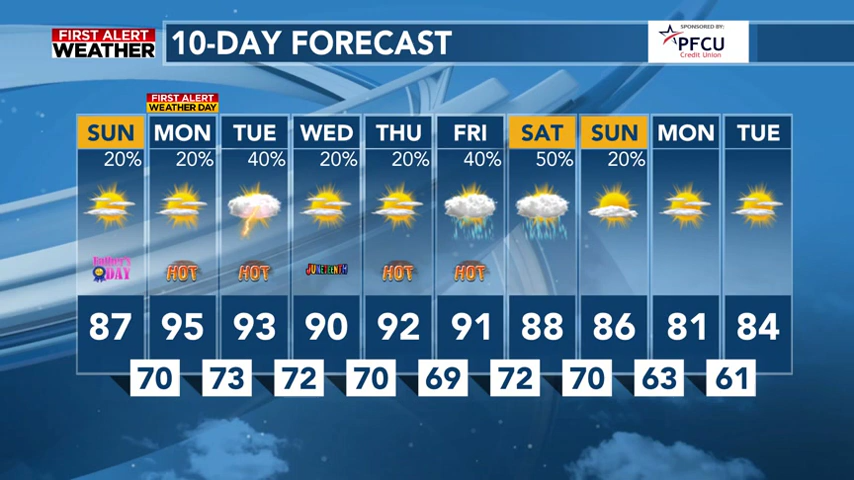 FIRST ALERT
WEATHER
10-DAY FORECAST
SPONSORED BY:
PFCU
Credit Union
FIRST ALERT
WEATHER DAY
SUN MON TUE WED THU FRI SAT SUN MON TUE
20% 20% 40% 20% 20% 40% 50% 20%
Father's
DAY HOT HOT JUNETEENTH HOT HOT
87 95 93 90 92 91 88 86 81 84
70 73 72 70 69 72 70 63 61